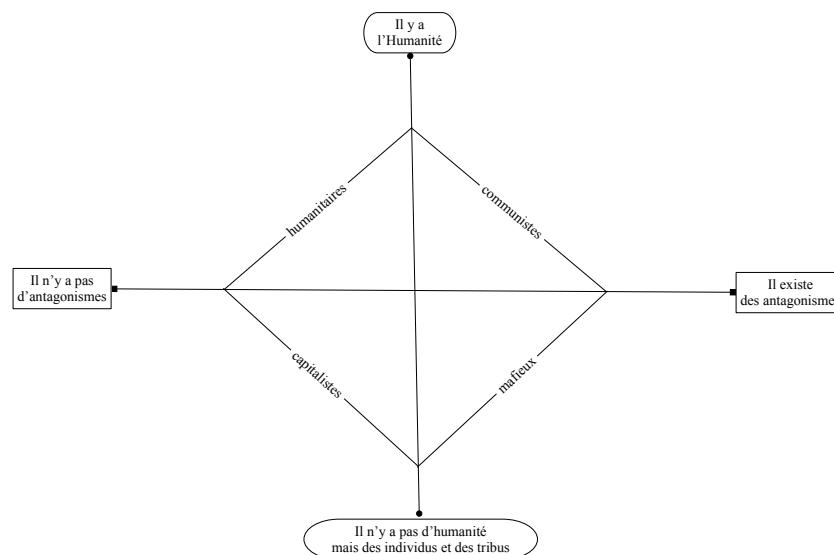 Il y a
l'Humanité
humanitaires
communistes
Il n'y a pas
d'antagonismes
Il existe
des antagonisme
capitalistes
mafieux
Il n'y a pas d'humanité
mais des individus et des tribus